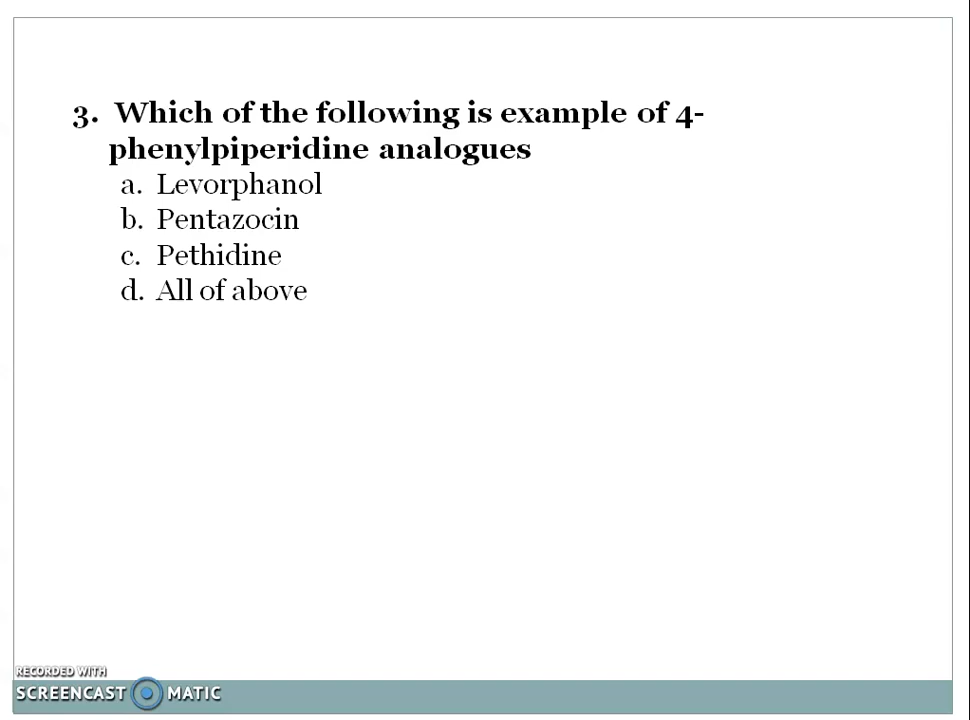 3. Which of the following is example of 4-
phenylpiperidine analogues
a. Levorphanol
b. Pentazocin
c. Pethidine
d. All of above
RECORDED WITH
SCREENCAST MATIC